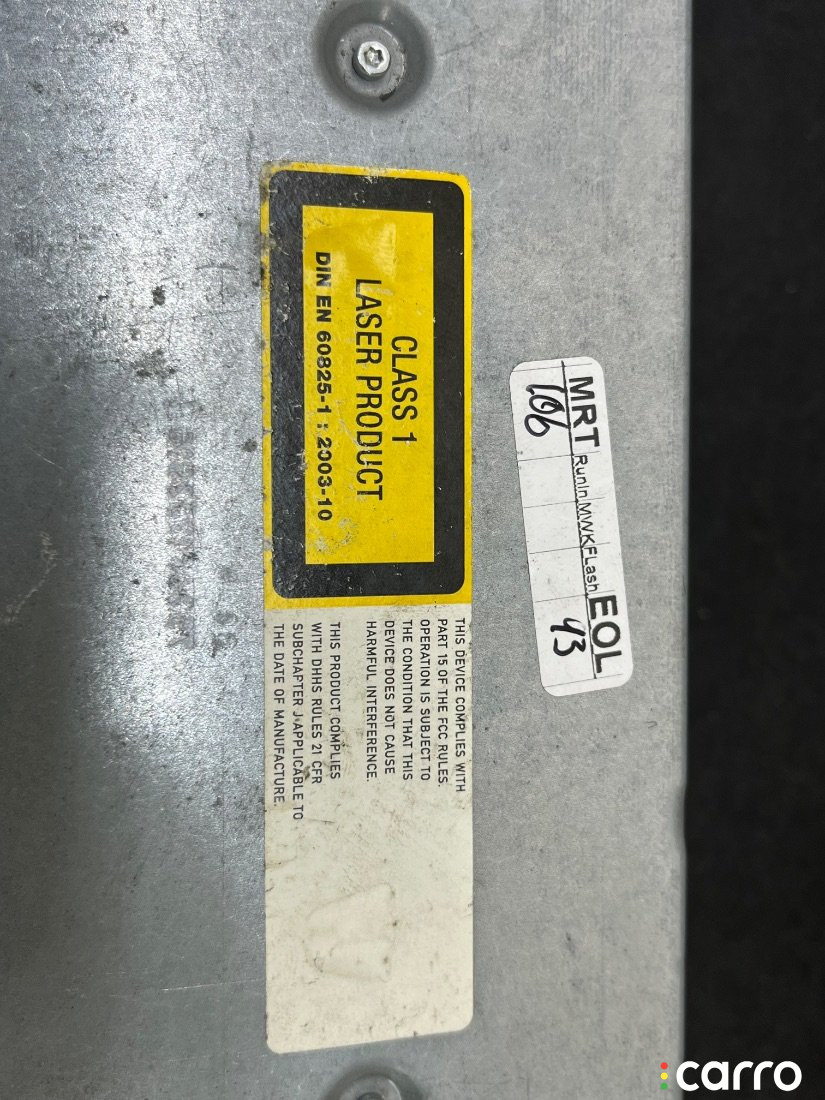 CLASS 1
LASER PRODUCT
DIN EN 60825-1 : 2003-10
THIS DEVICE COMPLIES WITH
PART 15 OF THE FCC RULES.
OPERATION IS SUBJECT TO
THE CONDITION THAT THIS
DEVICE DOES NOT CAUSE
HARMFUL INTERFERENCE.
THIS PRODUCT COMPLIES
WITH DHHS RULES 21 CFR
SUBCHAPTER J APPLICABLE TO
THE DATE OF MANUFACTURE.
MRT RunIn MWK FLash EOL
106 43
carro